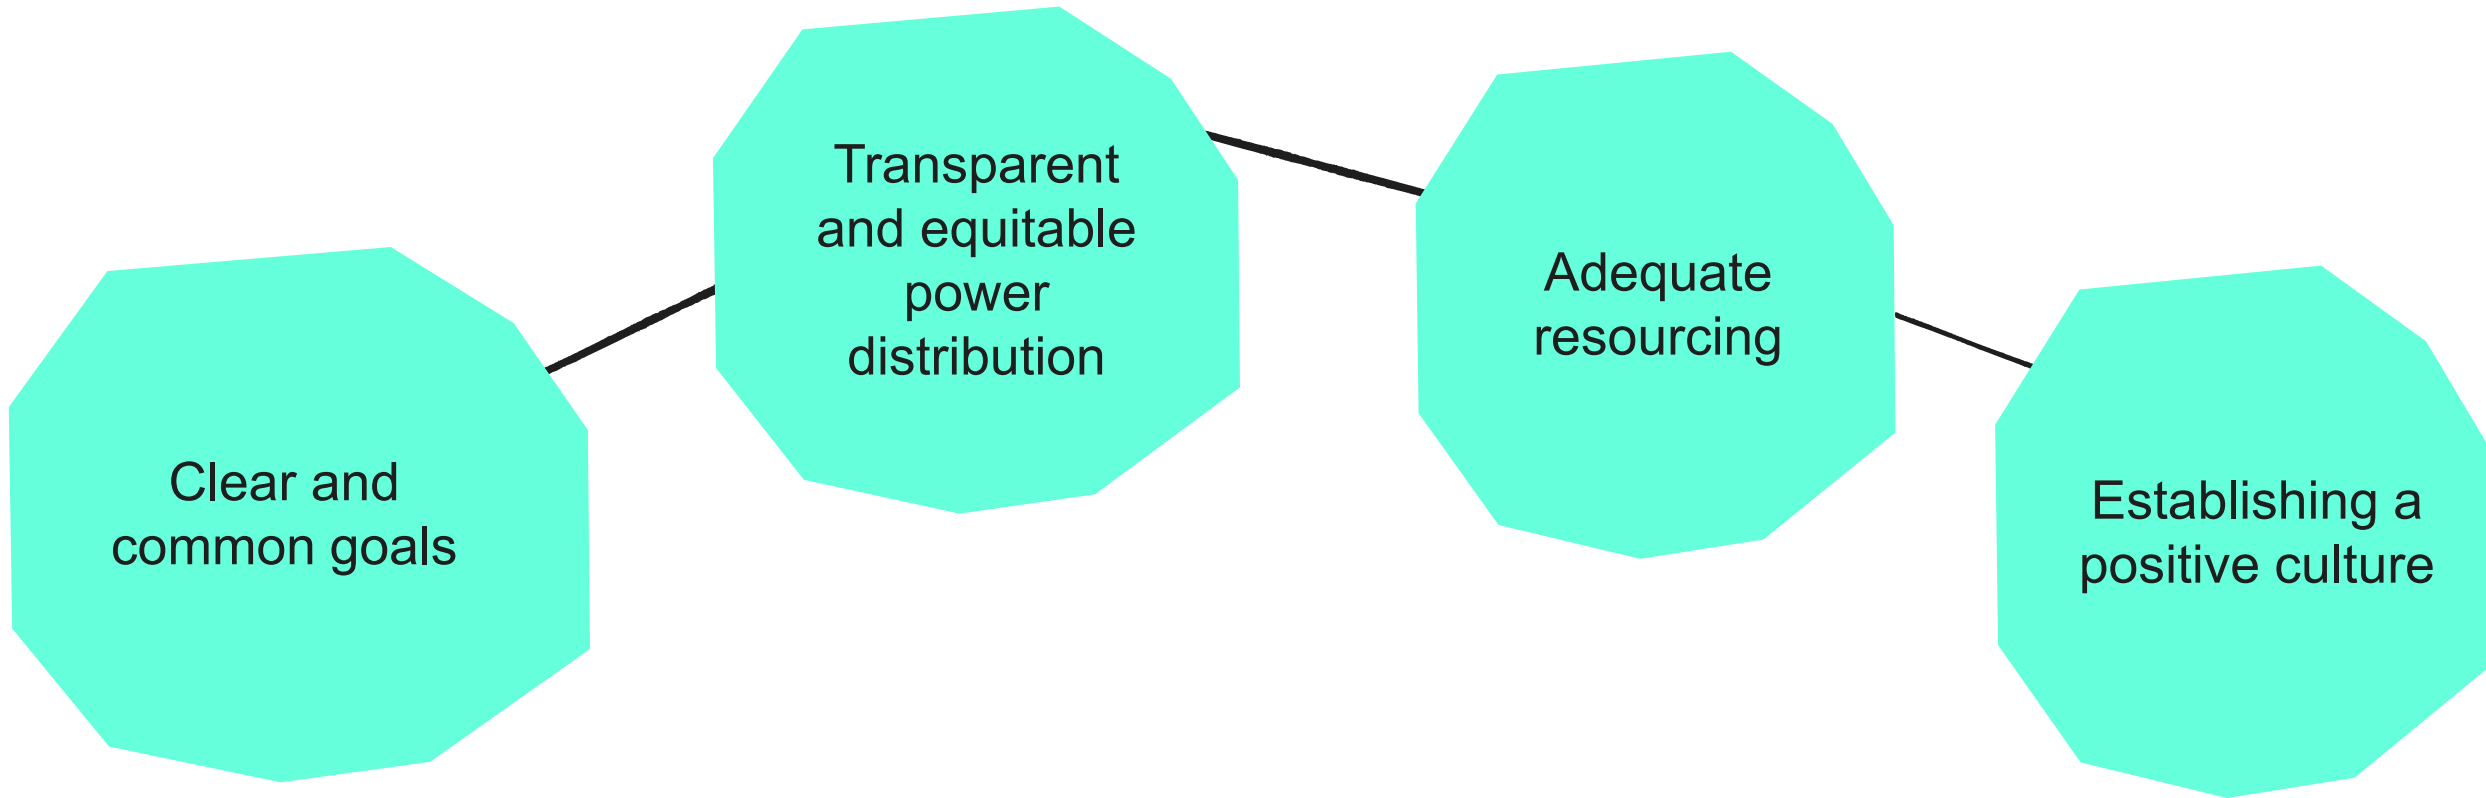 Clear and
common goals
Transparent
and equitable
power
distribution
Adequate
resourcing
Establishing a
positive culture